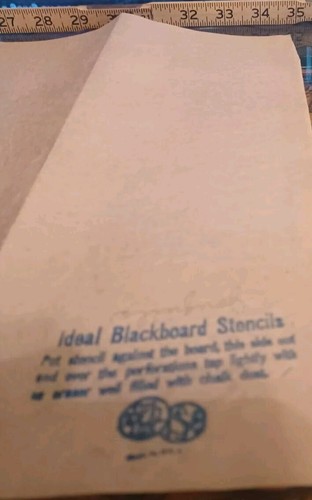 27 28 29 32 33 34 35
Ideal Blackboard Stencils
Put stencil against the board, this side out
and over the perforations tap lightly with
an eraser well filled with chalk dust.